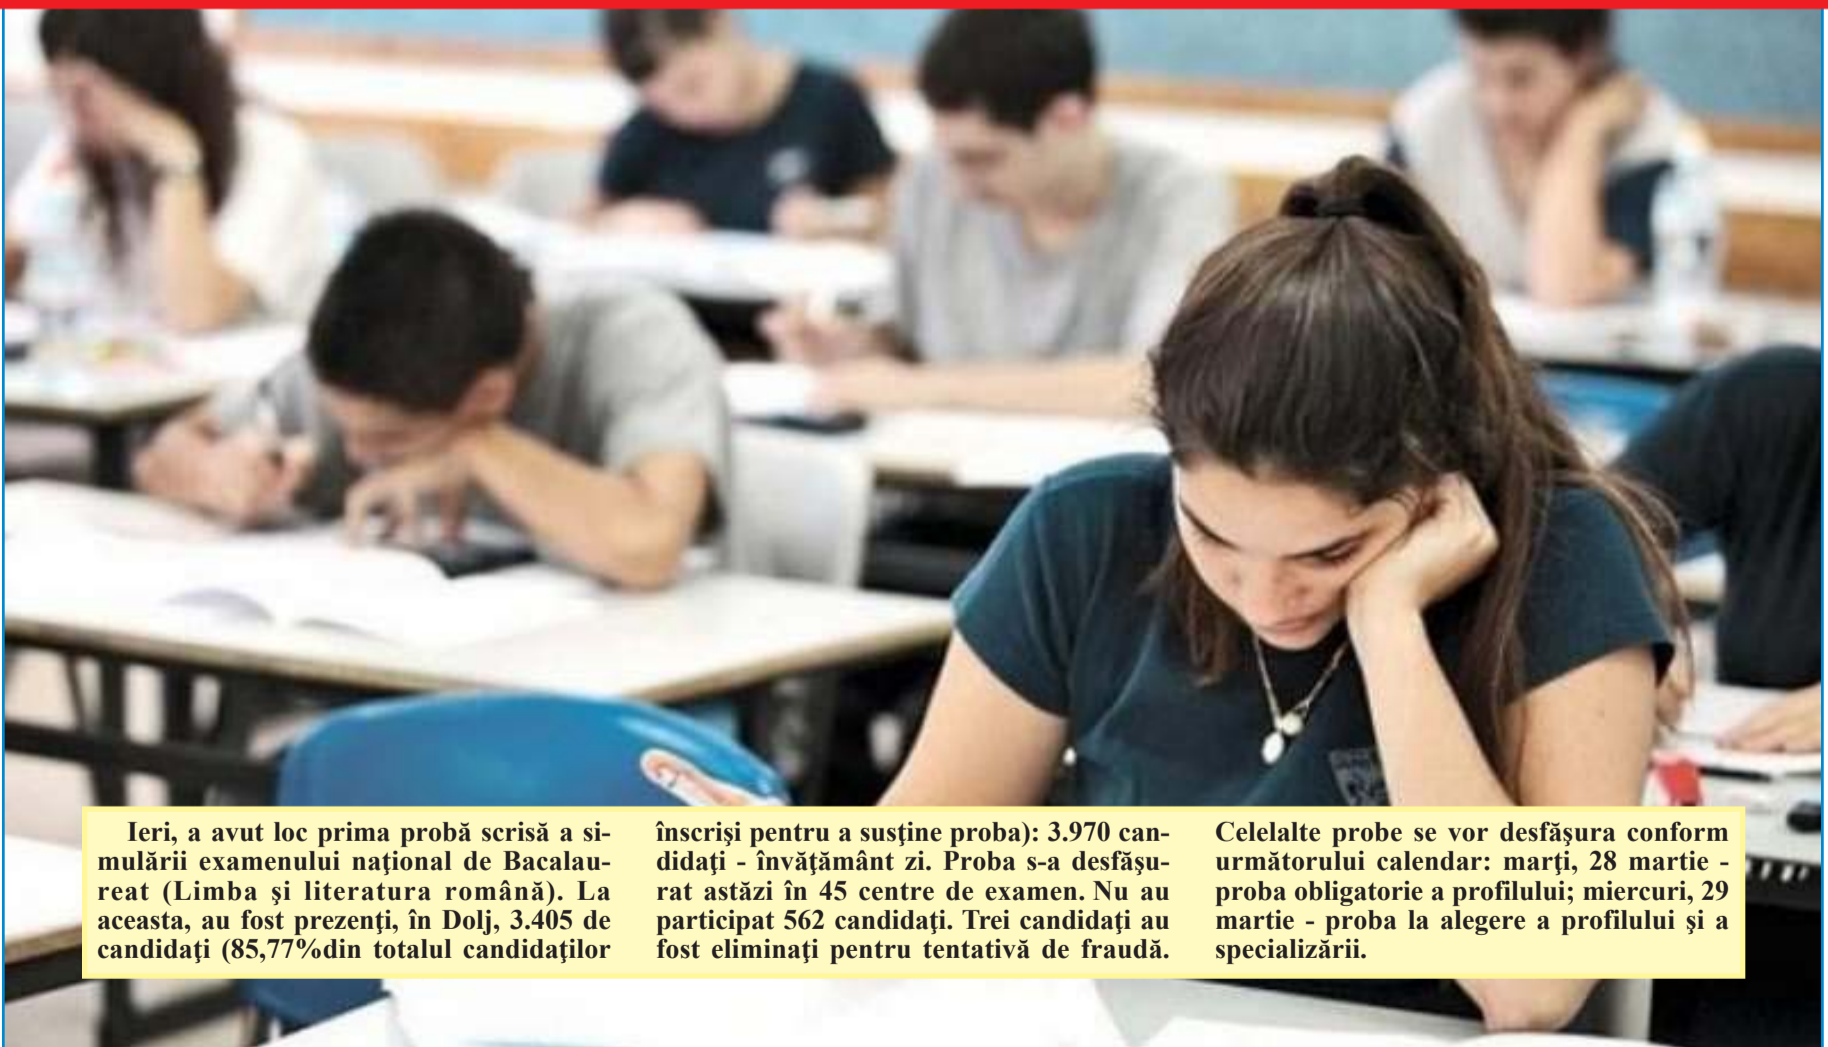 Ieri, a avut loc prima probă scrisă a si-
mulării examenului naţional de Bacalau-
reat (Limba şi literatura română). La
aceasta, au fost prezenţi, în Dolj, 3.405 de
candidaţi (85,77%din totalul candidaţilor
înscrişi pentru a susţine proba): 3.970 can-
didaţi - învăţământ zi. Proba s-a desfăşu-
rat astăzi în 45 centre de examen. Nu au
participat 562 candidaţi. Trei candidaţi au
fost eliminaţi pentru tentativă de fraudă.
Celelalte probe se vor desfăşura conform
următorului calendar: marţi, 28 martie -
proba obligatorie a profilului; miercuri, 29
martie - proba la alegere a profilului şi a
specializării.